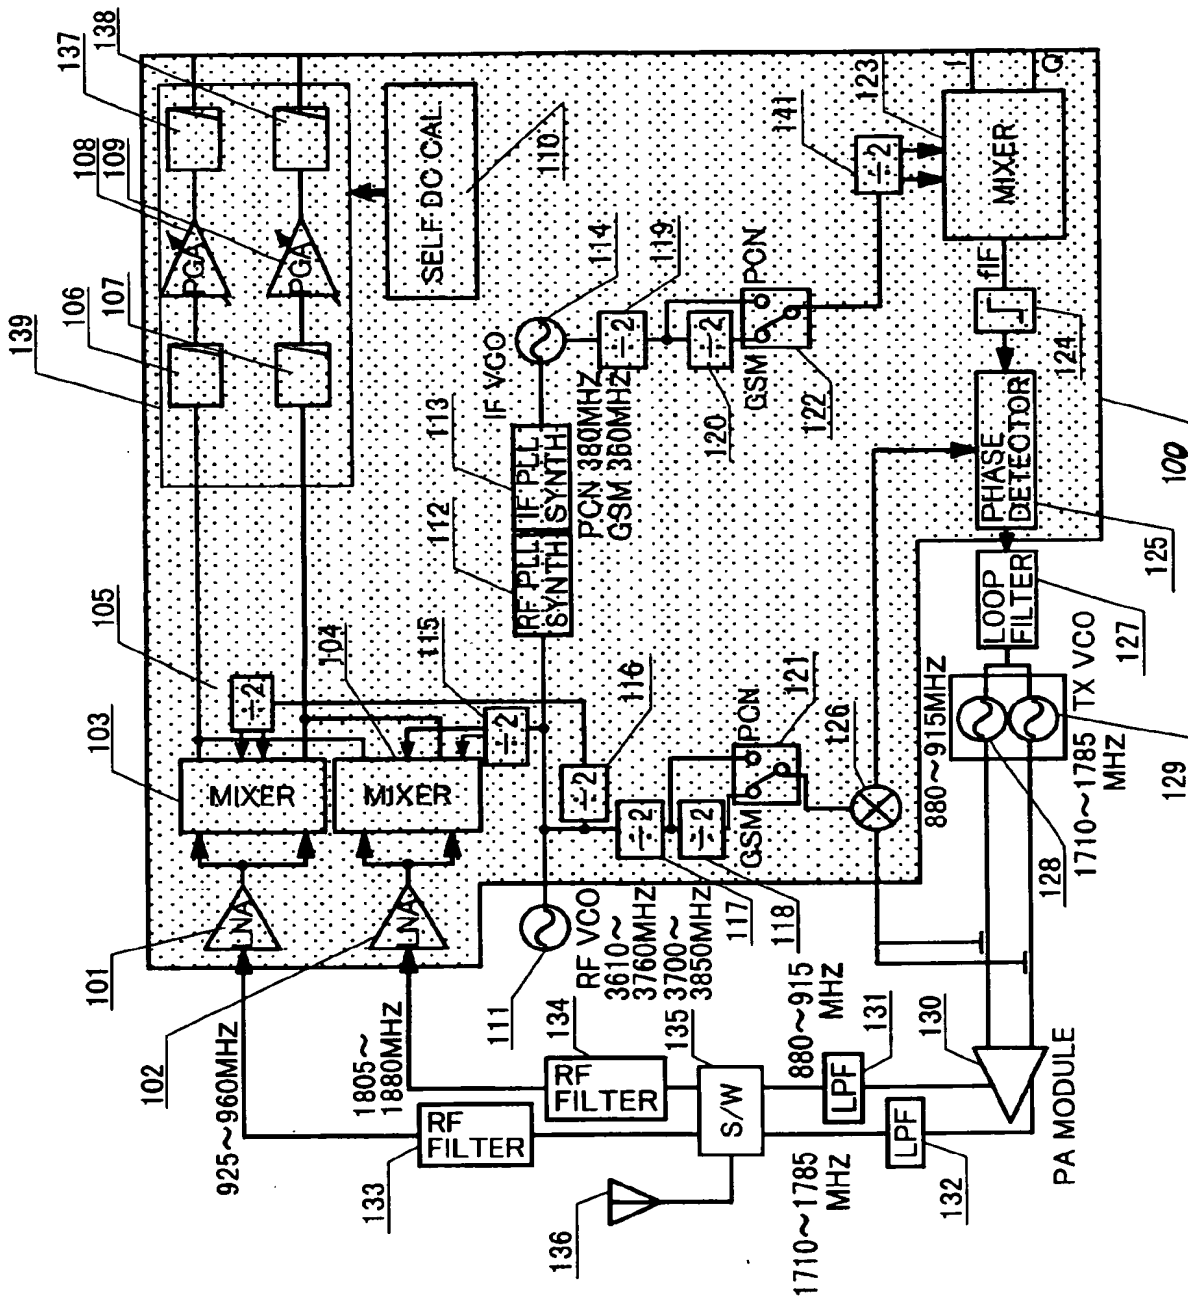 139
106
107
108
109
137
138
PGA
PGA
SELF DC CAL
110
103
105
104
115
MIXER
÷2
MIXER
÷2
101
LNA
102
LNA
925~960MHZ
1805~
1880MHZ
111
RF VCO
3610~
3760MHZ
3700~
3850MHZ
112
113
RF PLL
SYNTH
IF PLL
SYNTH
IF VCO
114
PCN 380MHZ
GSM 360MHZ
÷2
119
÷2
120
GSM
PCN
122
÷2
116
÷2
117
÷2
118
GSM
PCN
121
126
141
÷2
123
MIXER
I
Q
fIF
124
PHASE
DETECTOR
125
100
LOOP
FILTER
127
TX VCO
880~915MHZ
128
1710~1785
MHZ
129
133
RF
FILTER
134
RF
FILTER
135
S/W
136
880~915
MHZ
131
LPF
1710~1785
MHZ
132
LPF
130
PA MODULE